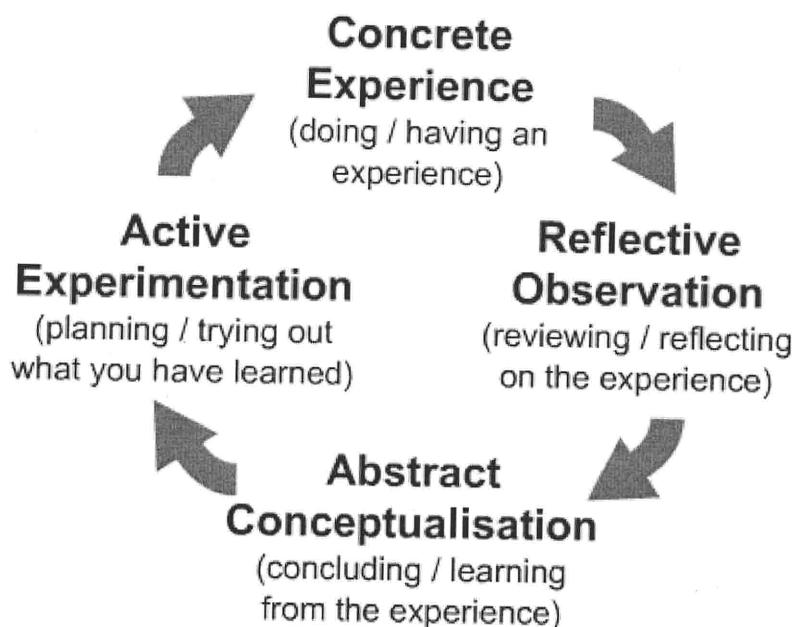 Concrete
Experience
(doing / having an
experience)
Reflective
Observation
(reviewing / reflecting
on the experience)
Abstract
Conceptualisation
(concluding / learning
from the experience)
Active
Experimentation
(planning / trying out
what you have learned)